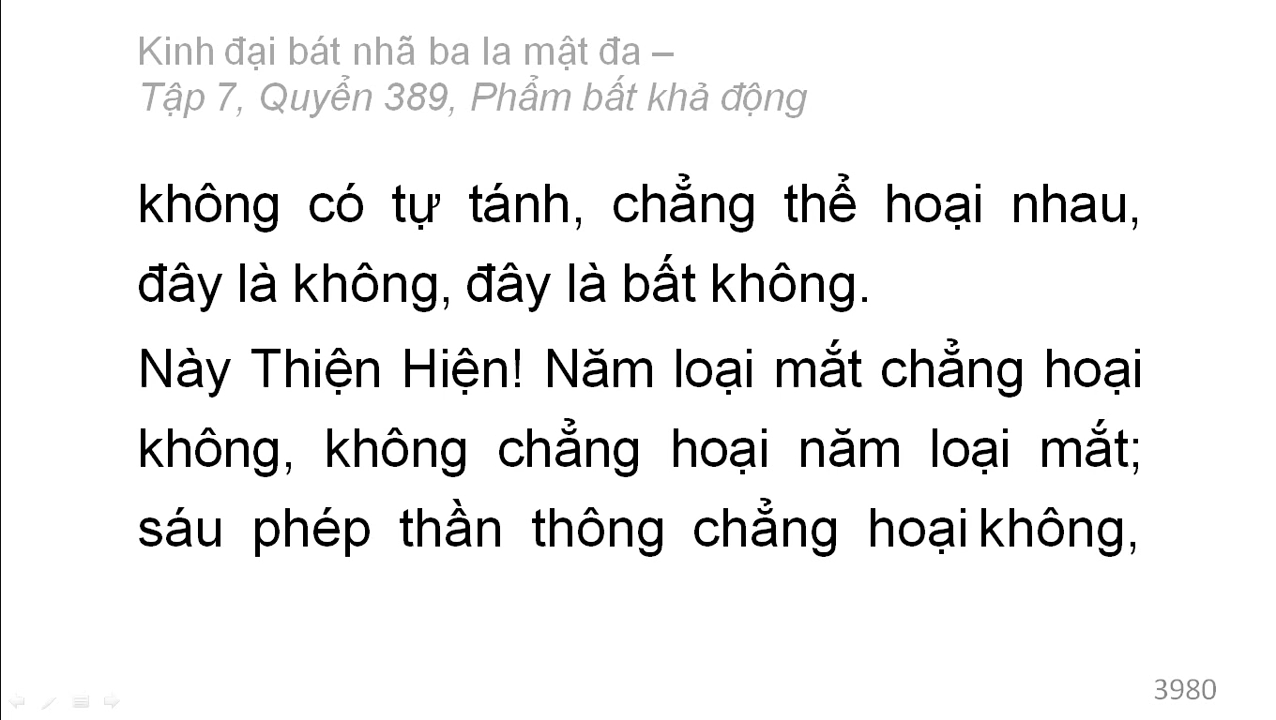 Kinh đại bát nhã ba la mật đa –
Tập 7, Quyển 389, Phẩm bất khả động
không có tự tánh, chẳng thể hoại nhau,
đây là không, đây là bất không.
Này Thiện Hiện! Năm loại mắt chẳng hoại
không, không chẳng hoại năm loại mắt;
sáu phép thần thông chẳng hoại không,
3980